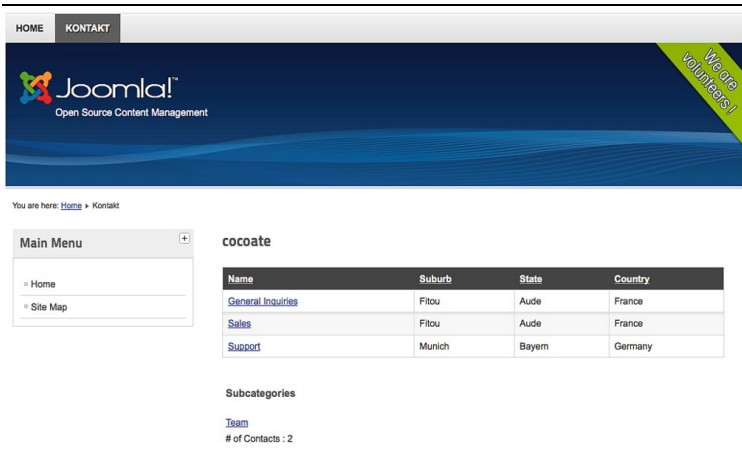 HOME KONTAKT
Joomla!™
Open Source Content Management
We are
volunteers !
You are here: Home ▸ Kontakt
Main Menu +
Home
Site Map
cocoate
Name Suburb State Country
General Inquiries Fitou Aude France
Sales Fitou Aude France
Support Munich Bayern Germany
Subcategories
Team
# of Contacts : 2